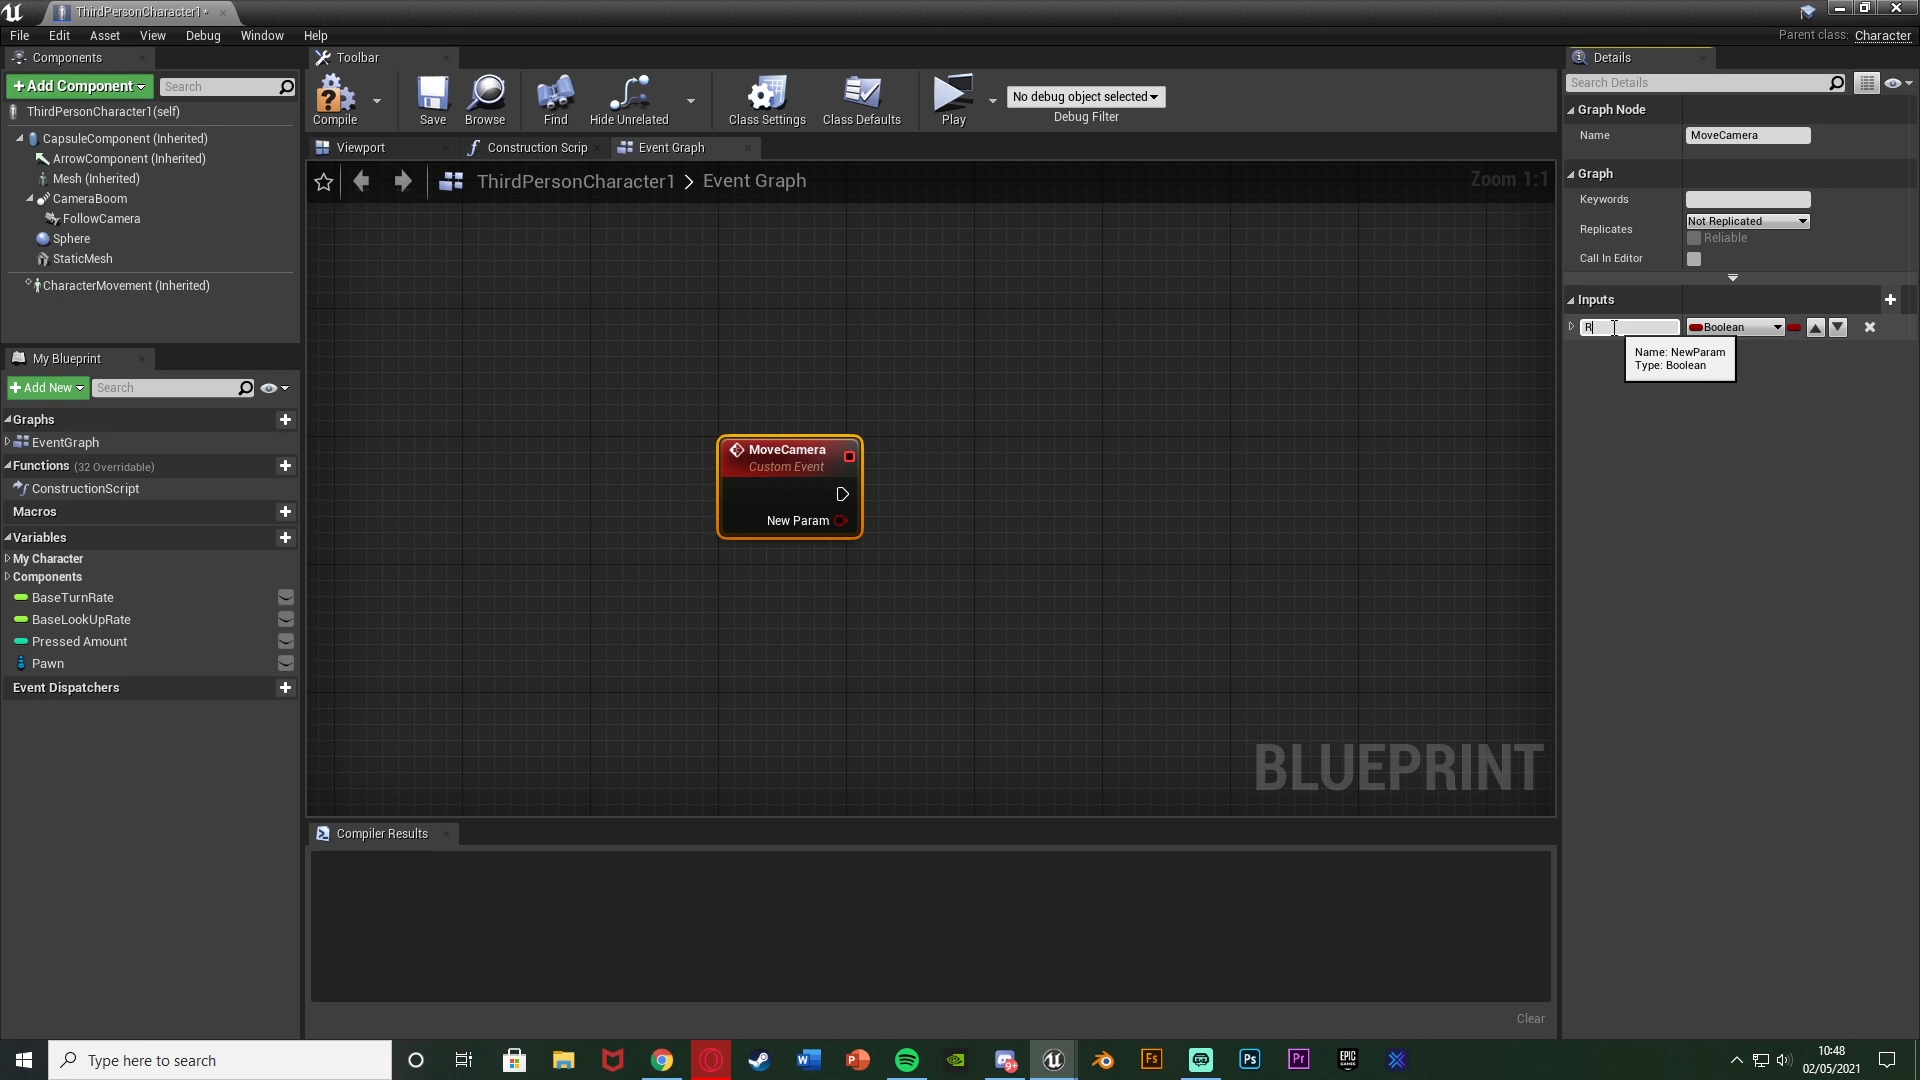 ThirdPersonCharacter1*
File Edit Asset View Debug Window Help
Parent class: Character
Components
+Add Component
Search
ThirdPersonCharacter1(self)
CapsuleComponent (Inherited)
ArrowComponent (Inherited)
Mesh (Inherited)
CameraBoom
FollowCamera
Sphere
StaticMesh
CharacterMovement (Inherited)
My Blueprint
+Add New
Search
Graphs
EventGraph
Functions (32 Overridable)
ConstructionScript
Macros
Variables
My Character
Components
BaseTurnRate
BaseLookUpRate
Pressed Amount
Pawn
Event Dispatchers
Toolbar
Compile
Save
Browse
Find
Hide Unrelated
Class Settings
Class Defaults
Play
No debug object selected
Debug Filter
Viewport
Construction Scrip
Event Graph
ThirdPersonCharacter1 > Event Graph
Zoom 1:1
MoveCamera
Custom Event
New Param
BLUEPRINT
Compiler Results
Clear
Details
Search Details
Graph Node
Name MoveCamera
Graph
Keywords
Replicates Not Replicated
Reliable
Call In Editor
Inputs
R Boolean
Name: NewParam
Type: Boolean
Type here to search
9+
Fs
Ps
Pr
EPIC
GAMES
10:48
02/05/2021